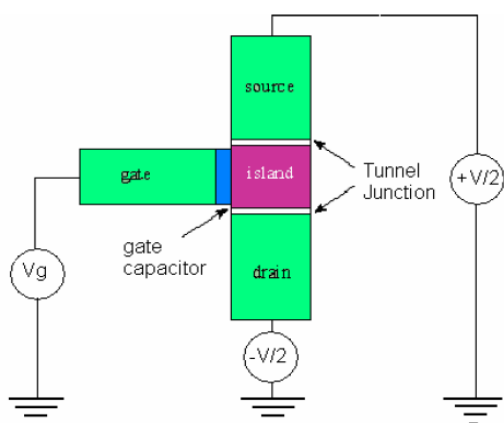 source
gate
island
Tunnel
Junction
+V/2
gate
capacitor
Vg
drain
-V/2